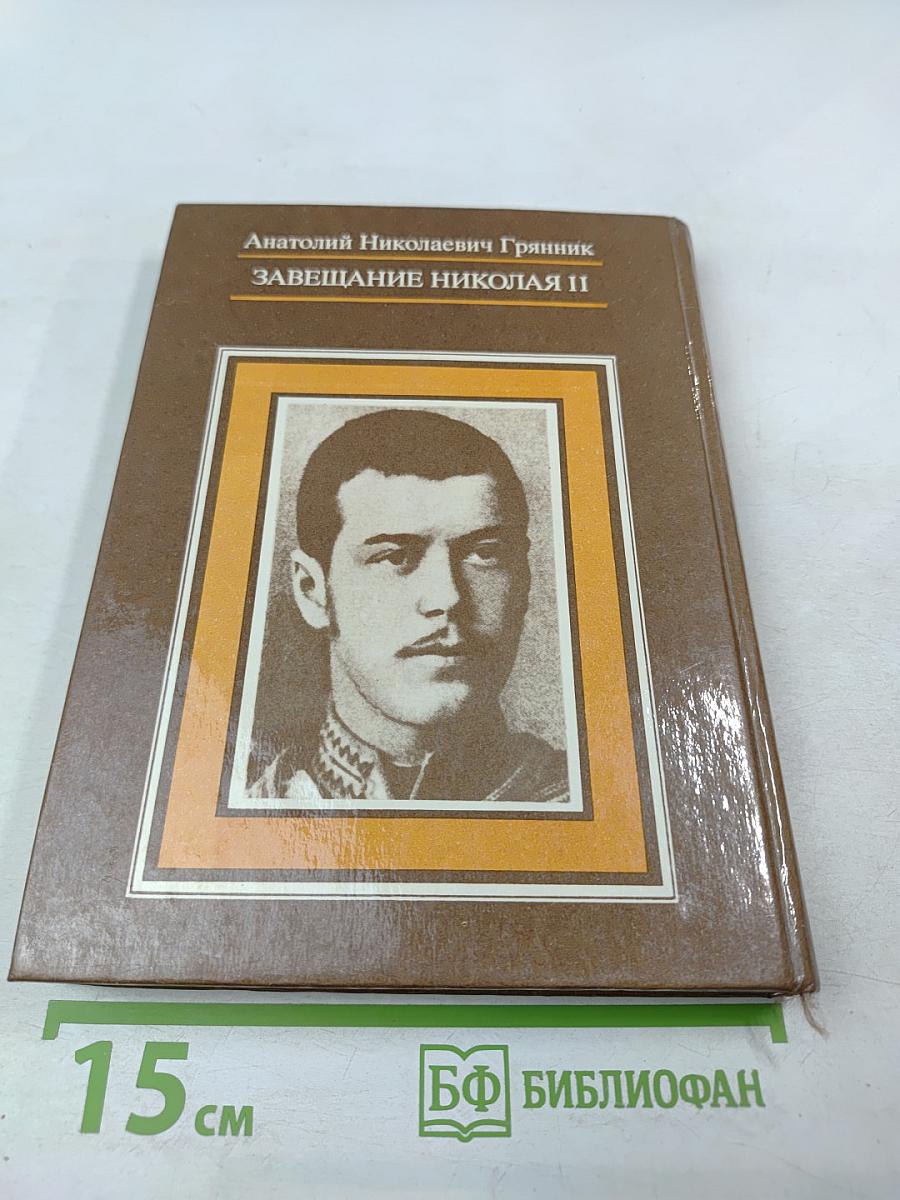 Анатолий Николаевич Грянник
ЗАВЕЩАНИЕ НИКОЛАЯ II
15 см
БФ БИБЛИОФАН